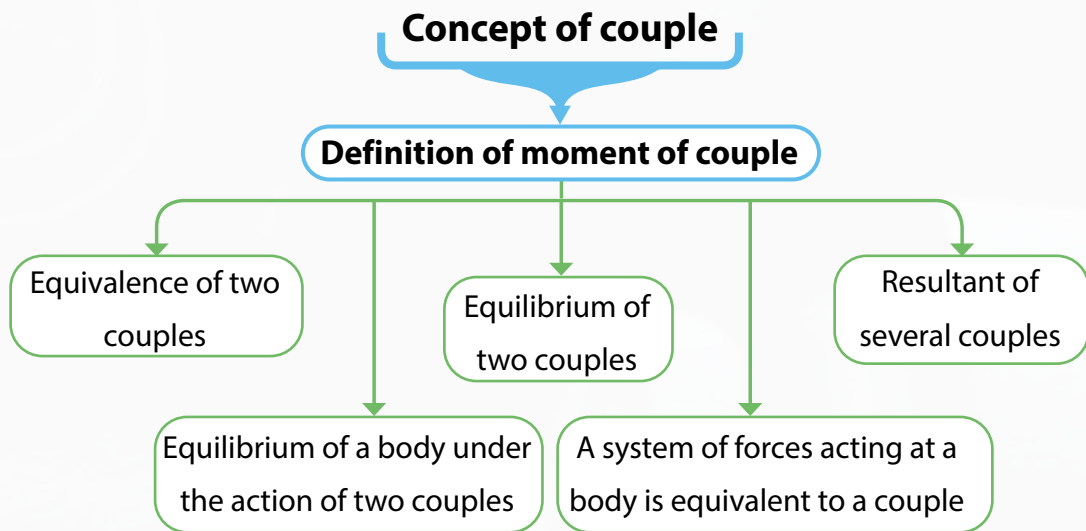 Concept of couple
Definition of moment of couple
Equivalence of two
couples
Equilibrium of
two couples
Resultant of
several couples
Equilibrium of a body under
the action of two couples
A system of forces acting at a
body is equivalent to a couple